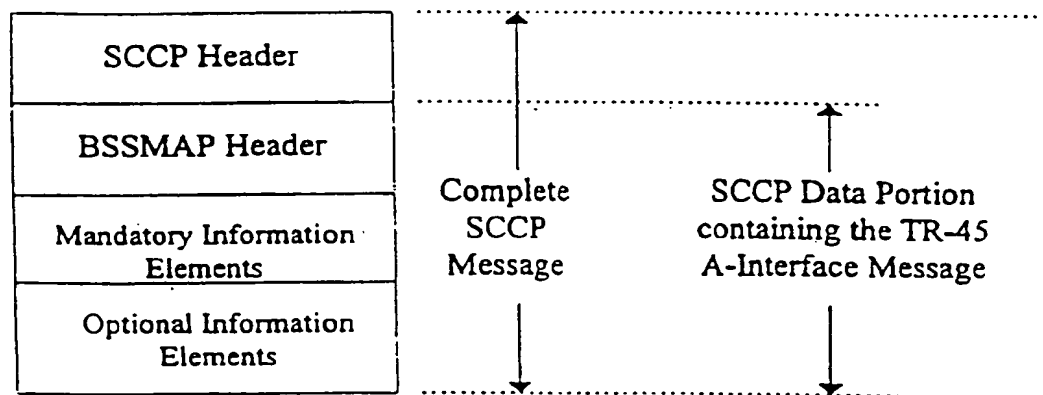 SCCP Header
BSSMAP Header
Mandatory Information
Elements
Optional Information
Elements
Complete
SCCP
Message
SCCP Data Portion
containing the TR-45
A-Interface Message